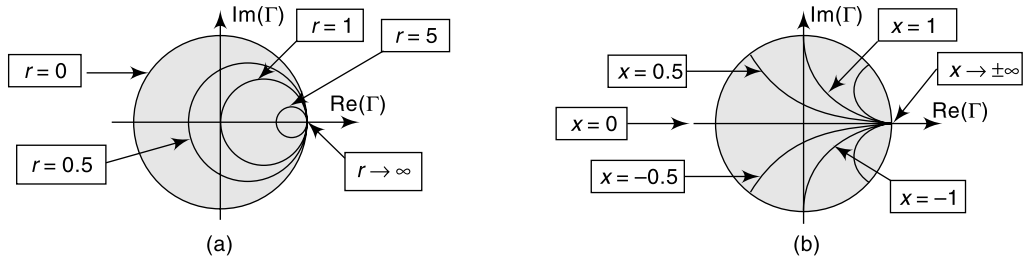 Im(Γ)
r = 1
r = 5
r = 0
Re(Γ)
r = 0.5
r → ∞
(a)
Im(Γ)
x = 1
x = 0.5
x → ±∞
Re(Γ)
x = 0
x = –0.5
x = –1
(b)